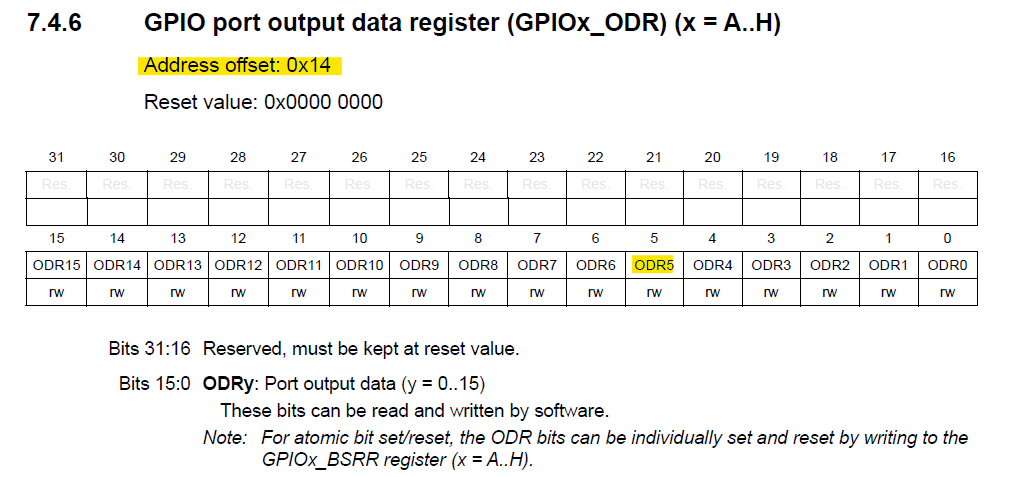 7.4.6 GPIO port output data register (GPIOx_ODR) (x = A..H)
Address offset: 0x14
Reset value: 0x0000 0000
31 30 29 28 27 26 25 24 23 22 21 20 19 18 17 16
Res. Res. Res. Res. Res. Res. Res. Res. Res. Res. Res. Res. Res. Res. Res. Res.
15 14 13 12 11 10 9 8 7 6 5 4 3 2 1 0
ODR15 ODR14 ODR13 ODR12 ODR11 ODR10 ODR9 ODR8 ODR7 ODR6 ODR5 ODR4 ODR3 ODR2 ODR1 ODR0
rw rw rw rw rw rw rw rw rw rw rw rw rw rw rw rw
Bits 31:16 Reserved, must be kept at reset value.
Bits 15:0 ODRy: Port output data (y = 0..15)
These bits can be read and written by software.
Note: For atomic bit set/reset, the ODR bits can be individually set and reset by writing to the
GPIOx_BSRR register (x = A..H).